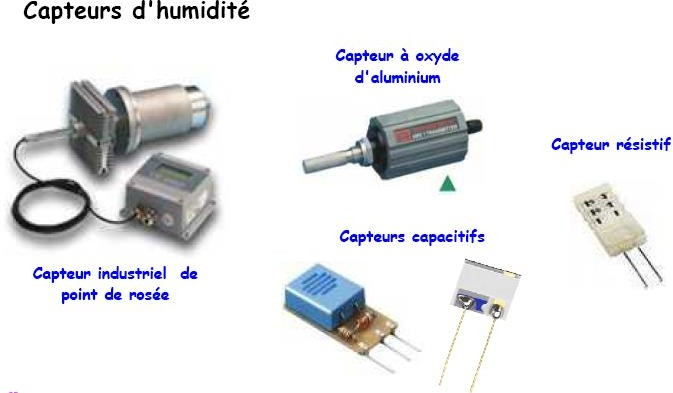 Capteurs d'humidité
Capteur à oxyde
d'aluminium
Capteur résistif
Capteurs capacitifs
Capteur industriel de
point de rosée